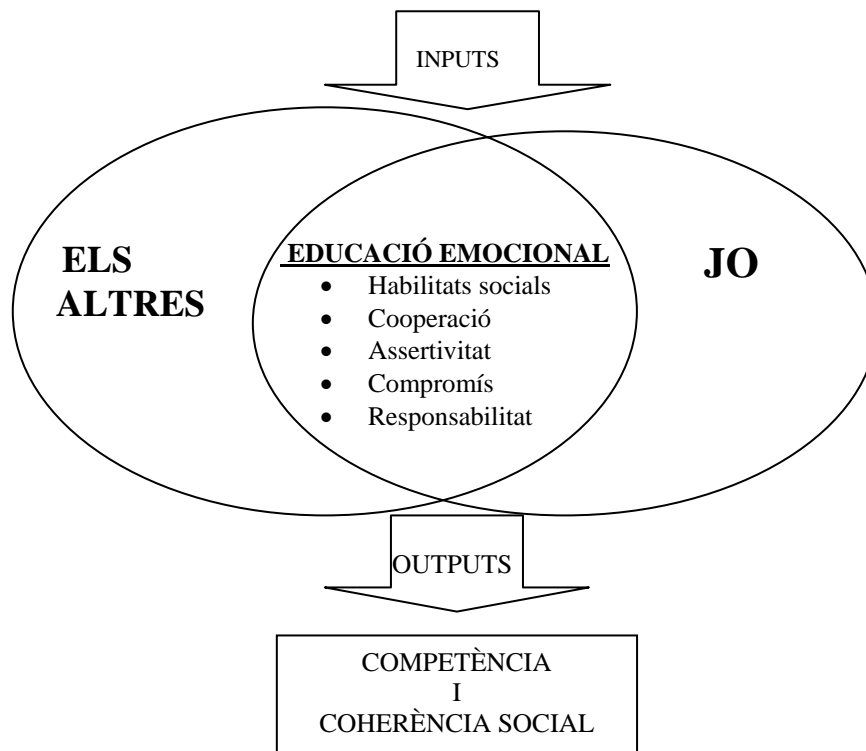 INPUTS
ELS
ALTRES
EDUCACIÓ EMOCIONAL
• Habilitats socials
• Cooperació
• Assertivitat
• Compromís
• Responsabilitat
JO
OUTPUTS
COMPETÈNCIA
I
COHERÈNCIA SOCIAL